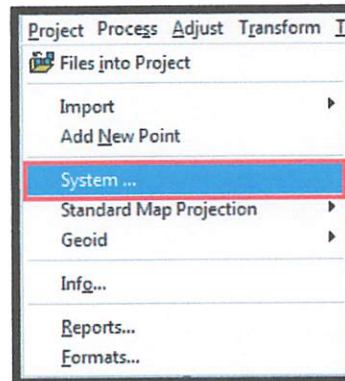 Project Process Adjust Transform T
Files into Project
Import
Add New Point
System ...
Standard Map Projection
Geoid
Info...
Reports...
Formats...